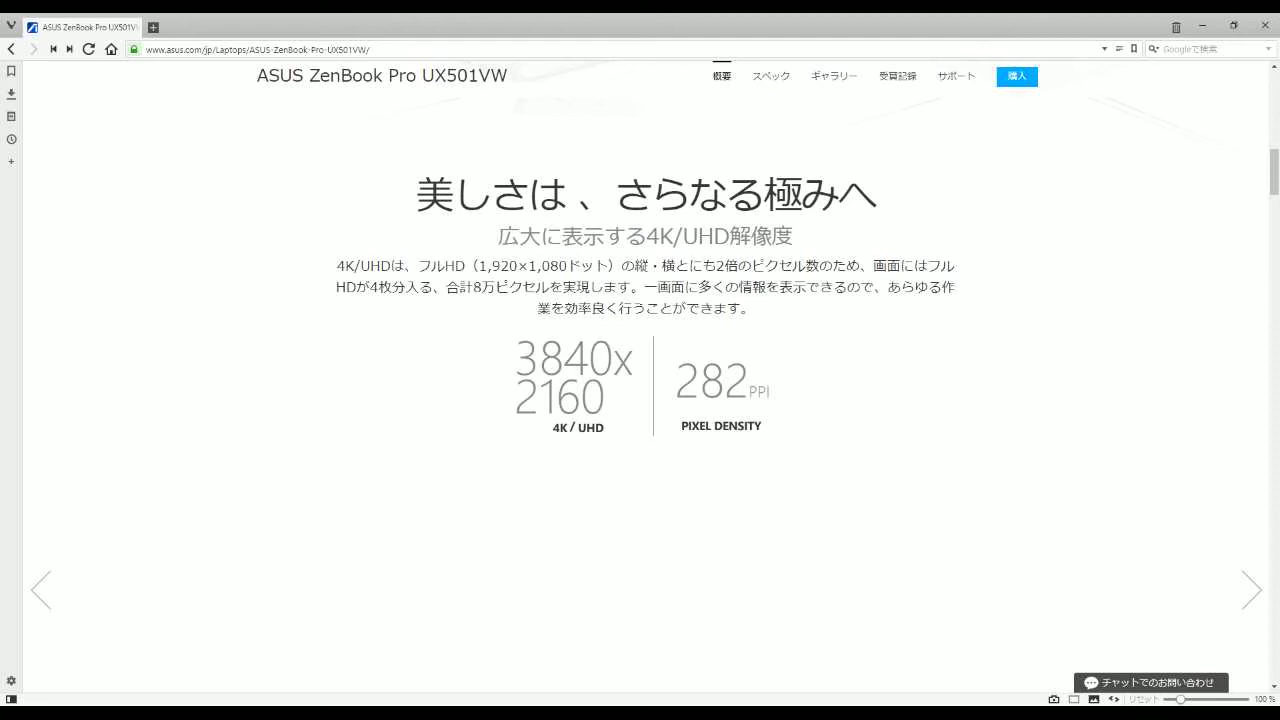 ASUS ZenBook Pro UX501VW
www.asus.com/jp/Laptops/ASUS-ZenBook-Pro-UX501VW/
Googleで検索
ASUS ZenBook Pro UX501VW
概要 スペック ギャラリー 受賞記録 サポート 購入
美しさは 、さらなる極みへ
広大に表示する4K/UHD解像度
4K/UHDは、フルHD（1,920×1,080ドット）の縦・横とにも2倍のピクセル数のため、画面にはフル
HDが4枚分入る、合計8万ピクセルを実現します。一画面に多くの情報を表示できるので、あらゆる作
業を効率良く行うことができます。
3840x
2160
4K / UHD
282PPI
PIXEL DENSITY
チャットでのお問い合わせ
リセット
100 %